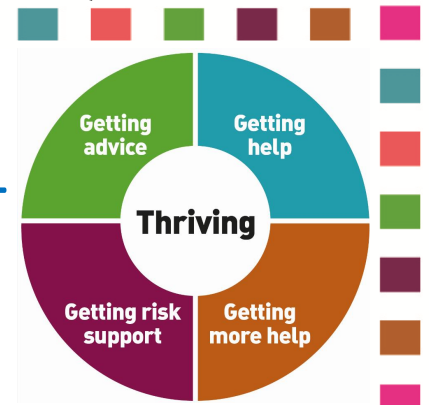 Getting
advice
Getting
help
Thriving
Getting risk
support
Getting
more help